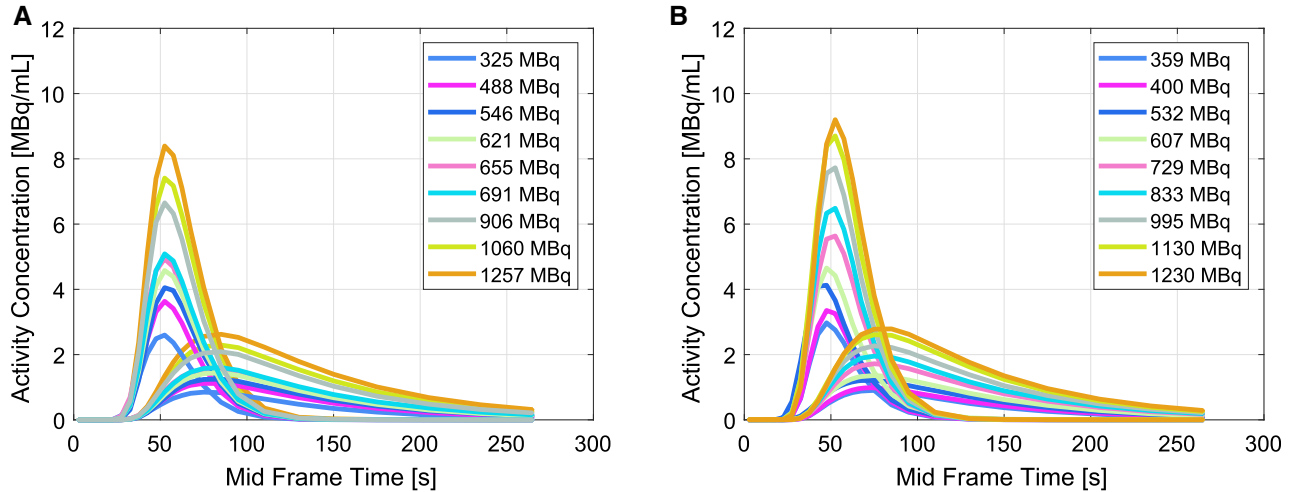 A
Activity Concentration [MBq/mL]
12
10
8
6
4
2
0
0
50
100
150
200
250
300
Mid Frame Time [s]
325 MBq
488 MBq
546 MBq
621 MBq
655 MBq
691 MBq
906 MBq
1060 MBq
1257 MBq
B
Activity Concentration [MBq/mL]
12
10
8
6
4
2
0
0
50
100
150
200
250
300
Mid Frame Time [s]
359 MBq
400 MBq
532 MBq
607 MBq
729 MBq
833 MBq
995 MBq
1130 MBq
1230 MBq